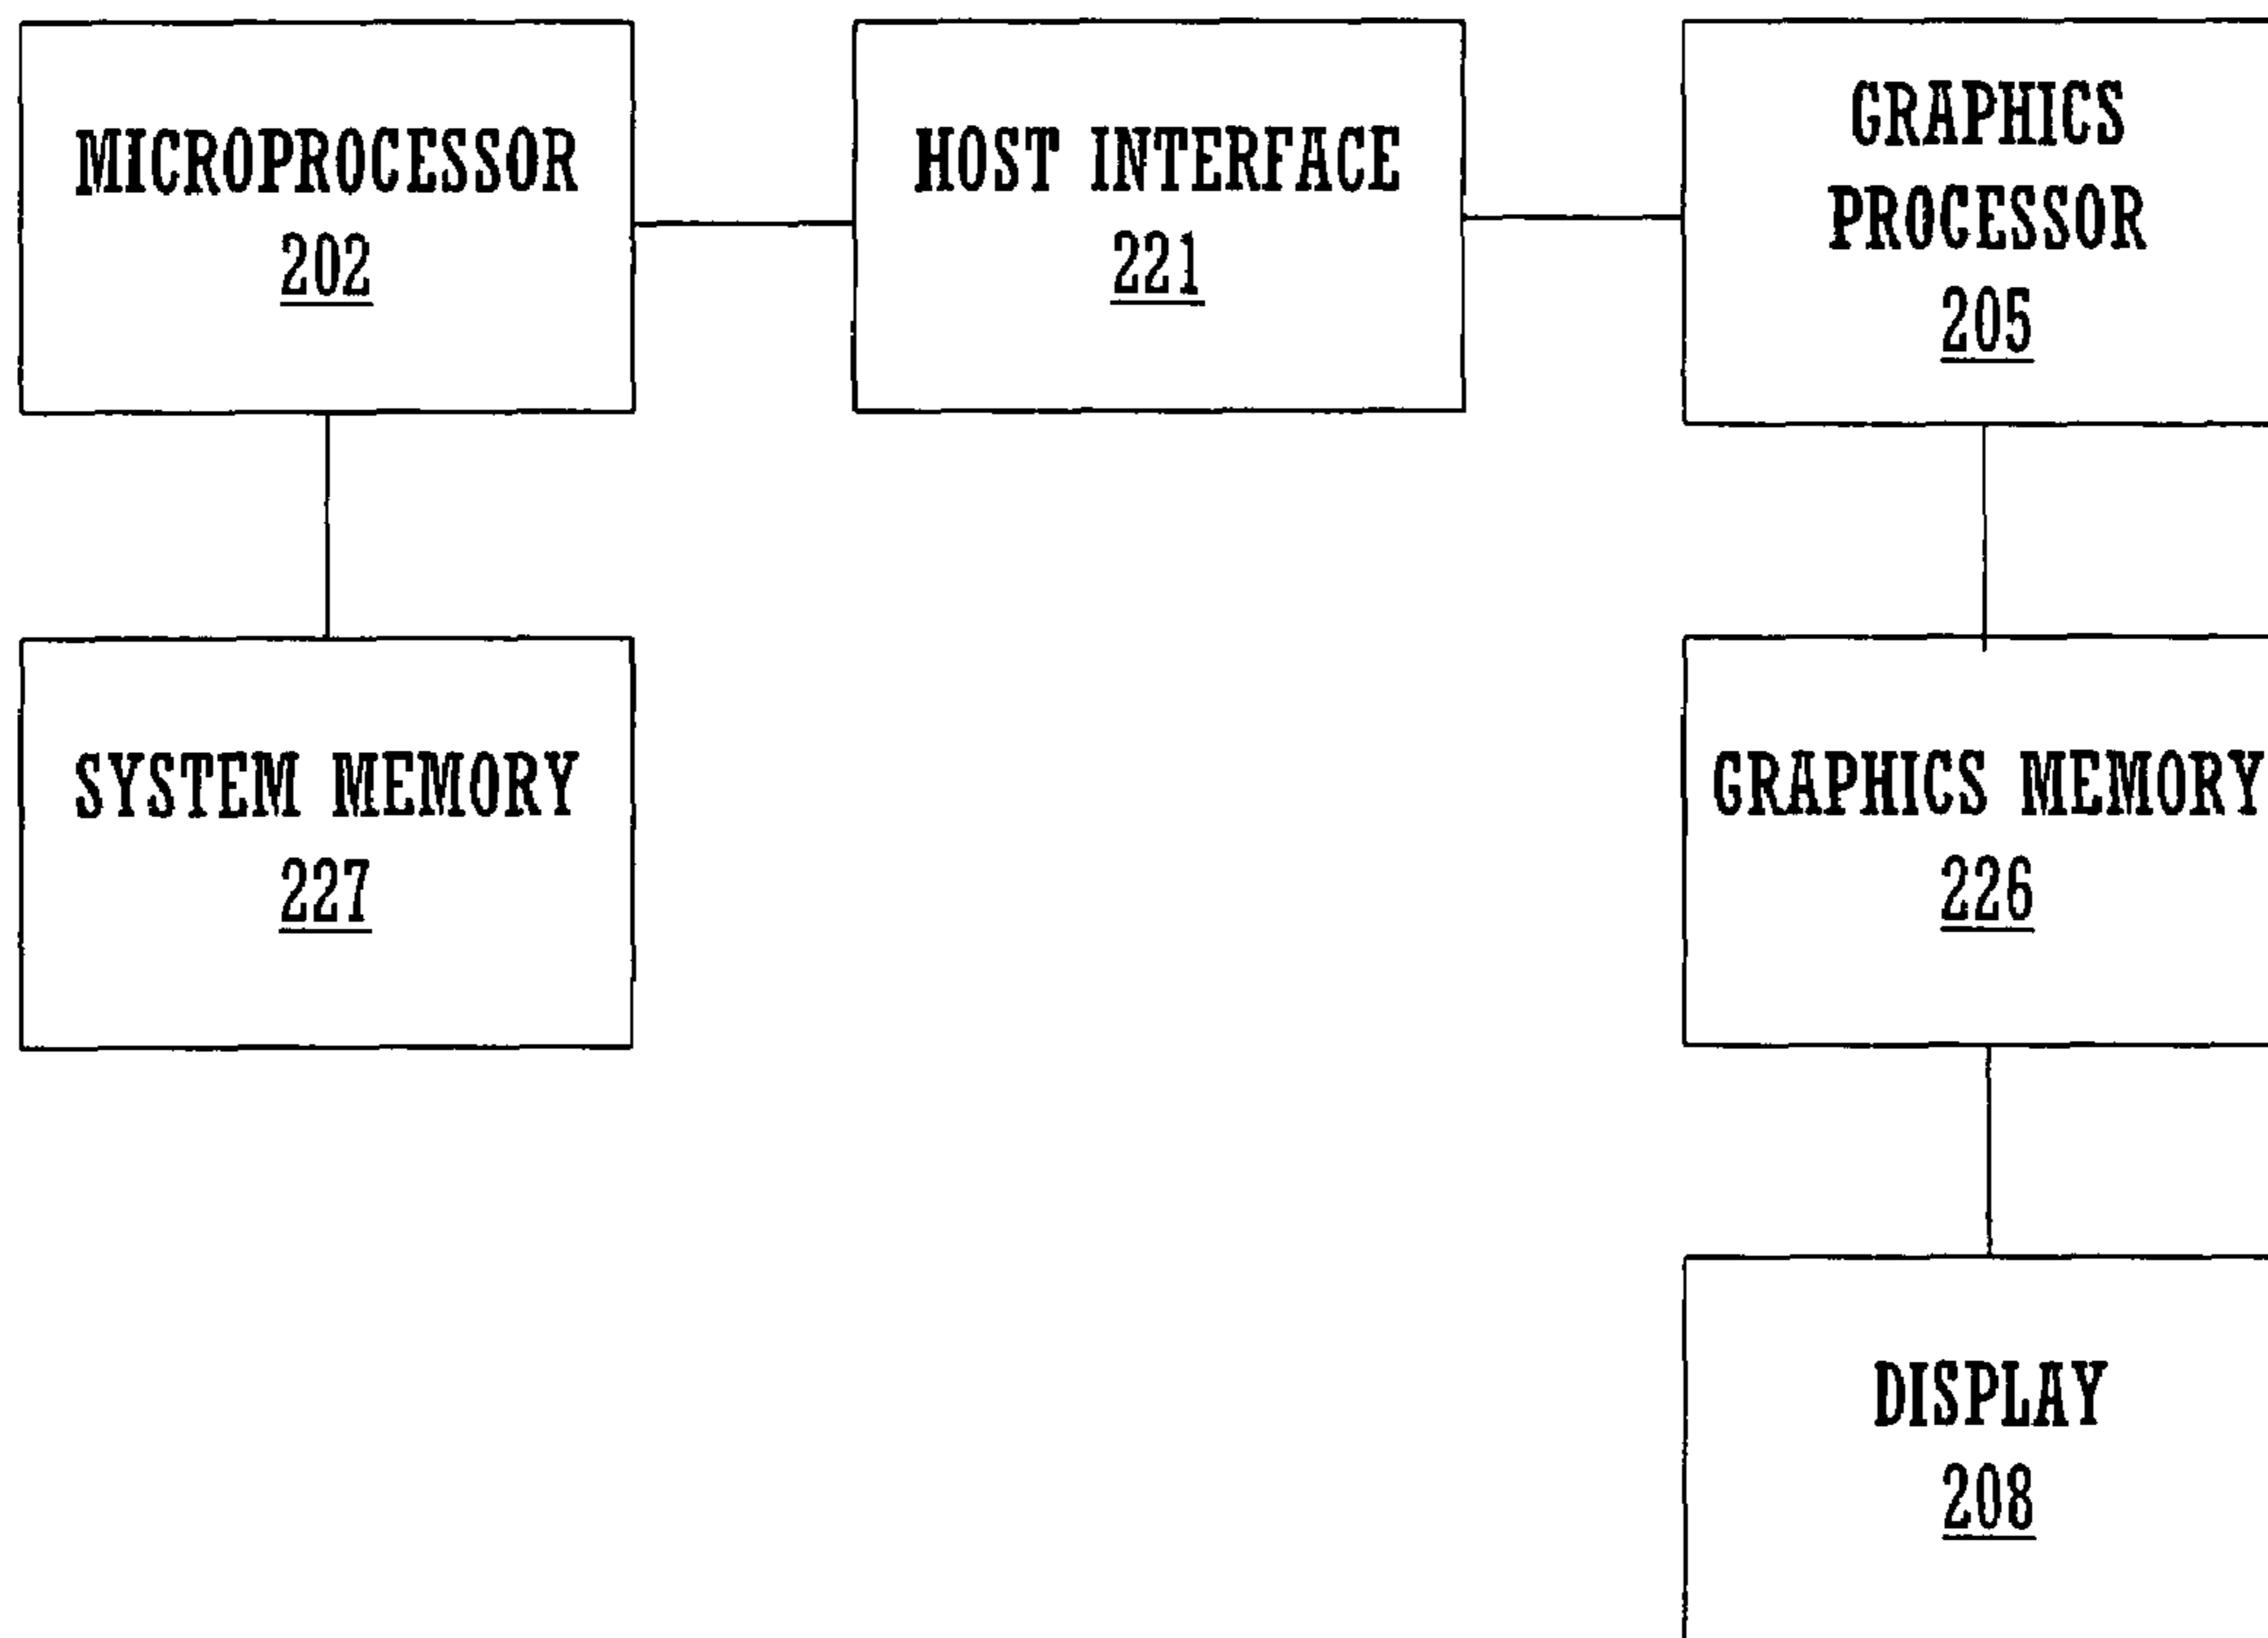 MICROPROCESSOR
202
HOST INTERFACE
221
GRAPHICS
PROCESSOR
205
SYSTEM MEMORY
227
GRAPHICS MEMORY
226
DISPLAY
208